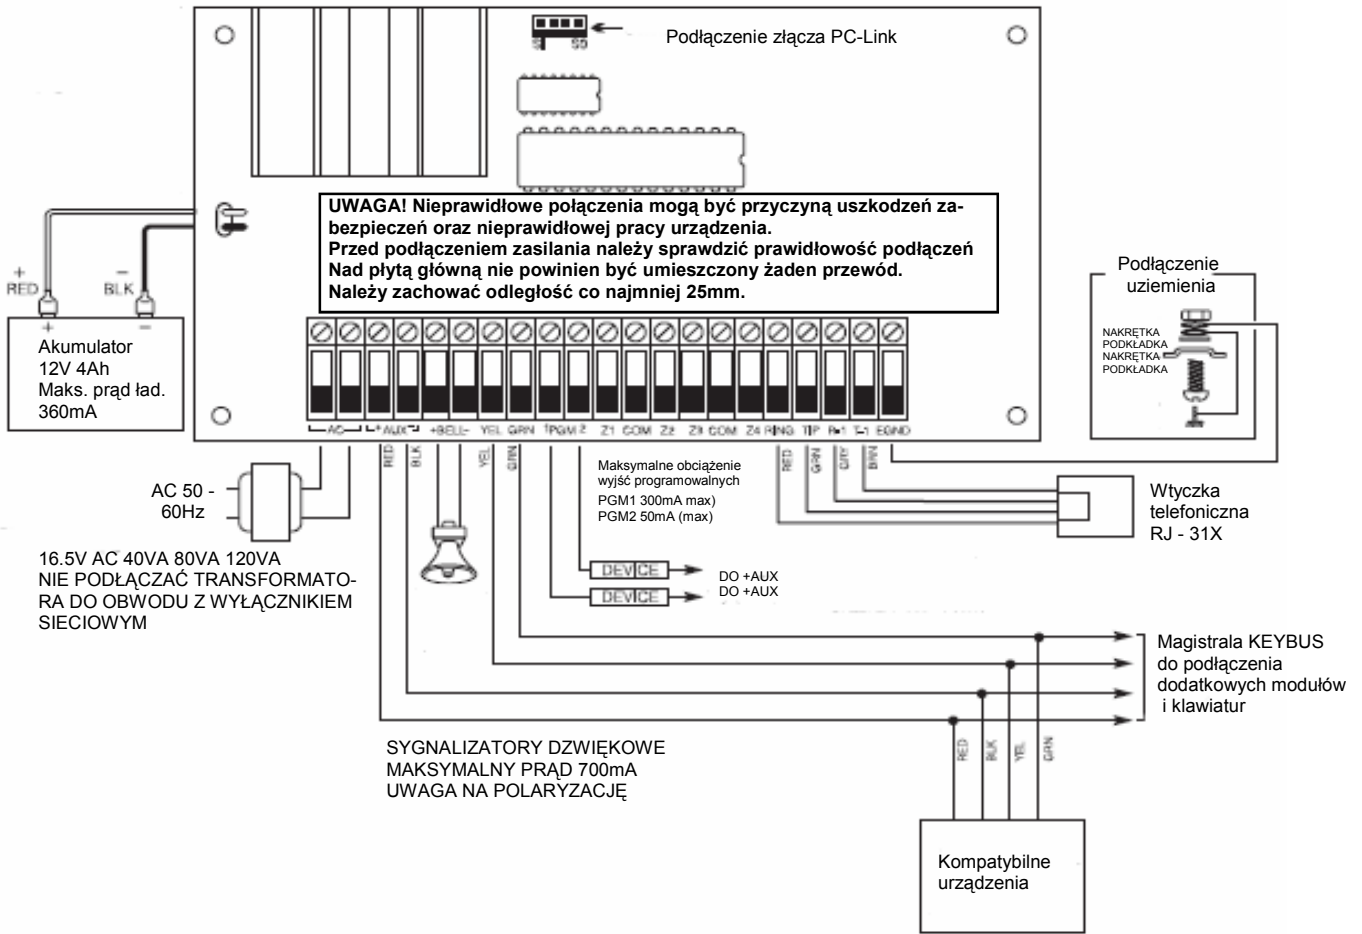 Podłączenie złącza PC-Link
UWAGA! Nieprawidłowe połączenia mogą być przyczyną uszkodzeń za-
bezpieczeń oraz nieprawidłowej pracy urządzenia.
Przed podłączeniem zasilania należy sprawdzić prawidłowość podłączeń
Nad płytą główną nie powinien być umieszczony żaden przewód.
Należy zachować odległość co najmniej 25mm.
+ −
RED BLK
+ −
Akumulator
12V 4Ah
Maks. prąd ład.
360mA
Podłączenie
uziemienia
NAKRĘTKA
PODKŁADKA
NAKRĘTKA
PODKŁADKA
AC + AUX - +BELL- YEL GRN 1 PGM 2 Z1 COM Z2 Z3 COM Z4 RING TIP R-1 T-1 EGND
RED BLK YEL GRN RED GRN GRY BRN
AC 50 -
60Hz
16.5V AC 40VA 80VA 120VA
NIE PODŁĄCZAĆ TRANSFORMATO-
RA DO OBWODU Z WYŁĄCZNIKIEM
SIECIOWYM
Maksymalne obciążenie
wyjść programowalnych
PGM1 300mA max)
PGM2 50mA (max)
Wtyczka
telefoniczna
RJ - 31X
DEVICE DO +AUX
DEVICE DO +AUX
Magistrala KEYBUS
do podłączenia
dodatkowych modułów
i klawiatur
SYGNALIZATORY DZWIĘKOWE
MAKSYMALNY PRĄD 700mA
UWAGA NA POLARYZACJĘ
RED BLK YEL GRN
Kompatybilne
urządzenia